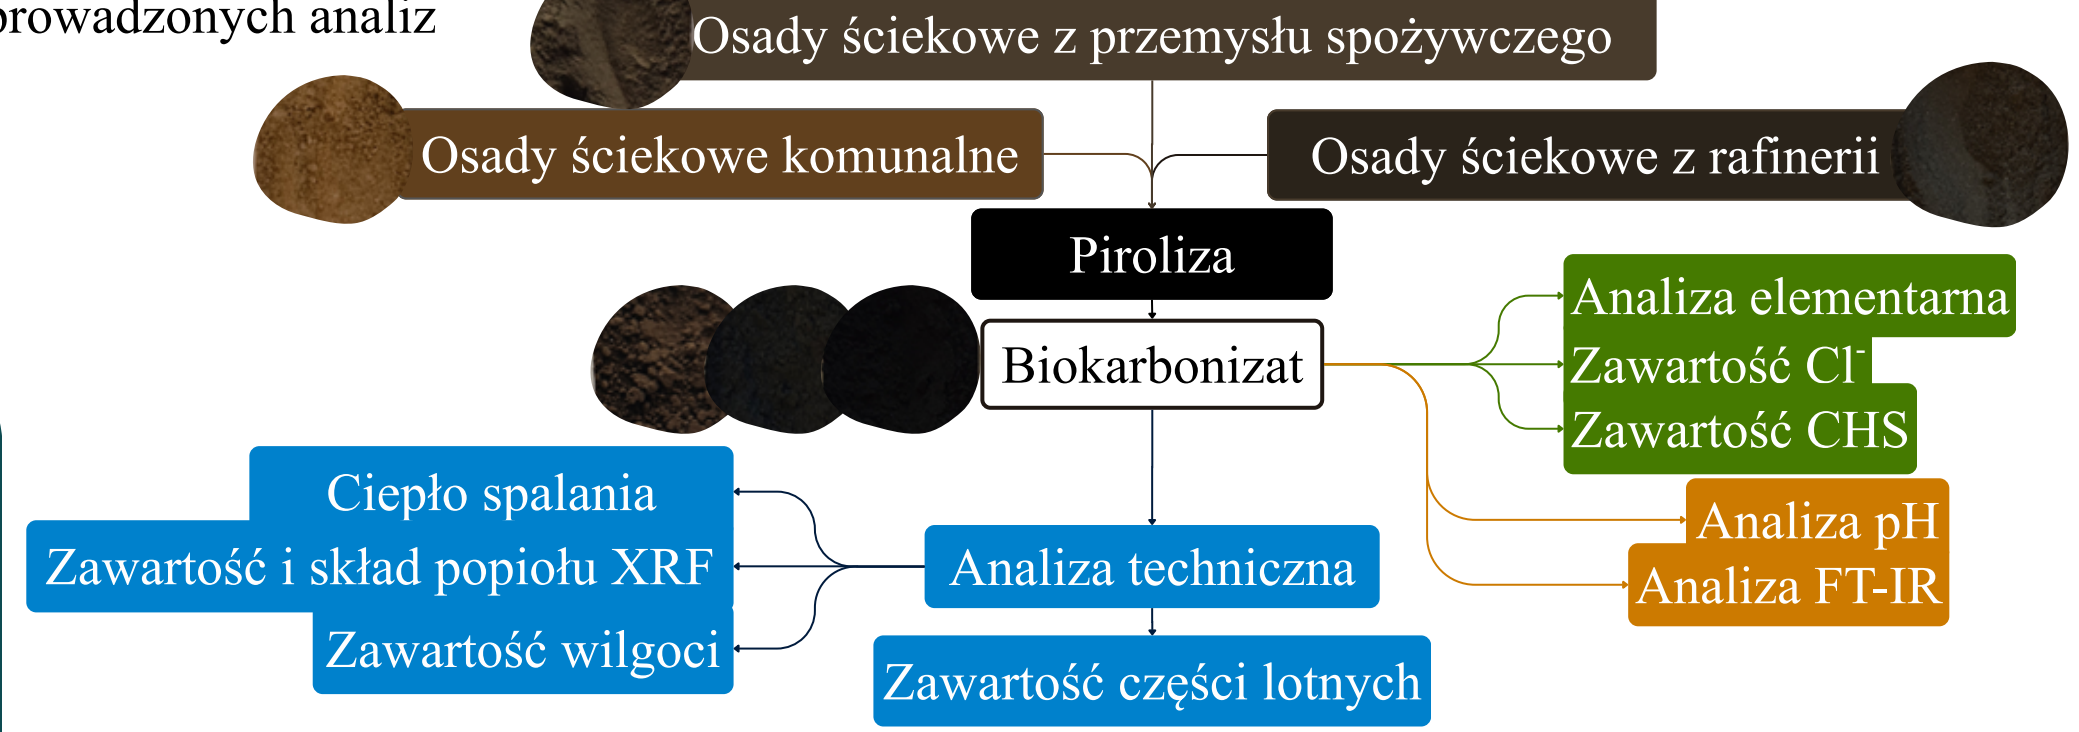 prowadzonych analiz
Osady ściekowe z przemysłu spożywczego
Osady ściekowe komunalne
Osady ściekowe z rafinerii
Piroliza
Biokarbonizat
Analiza elementarna
Zawartość Cl⁻
Zawartość CHS
Analiza pH
Analiza FT-IR
Ciepło spalania
Zawartość i skład popiołu XRF
Zawartość wilgoci
Analiza techniczna
Zawartość części lotnych